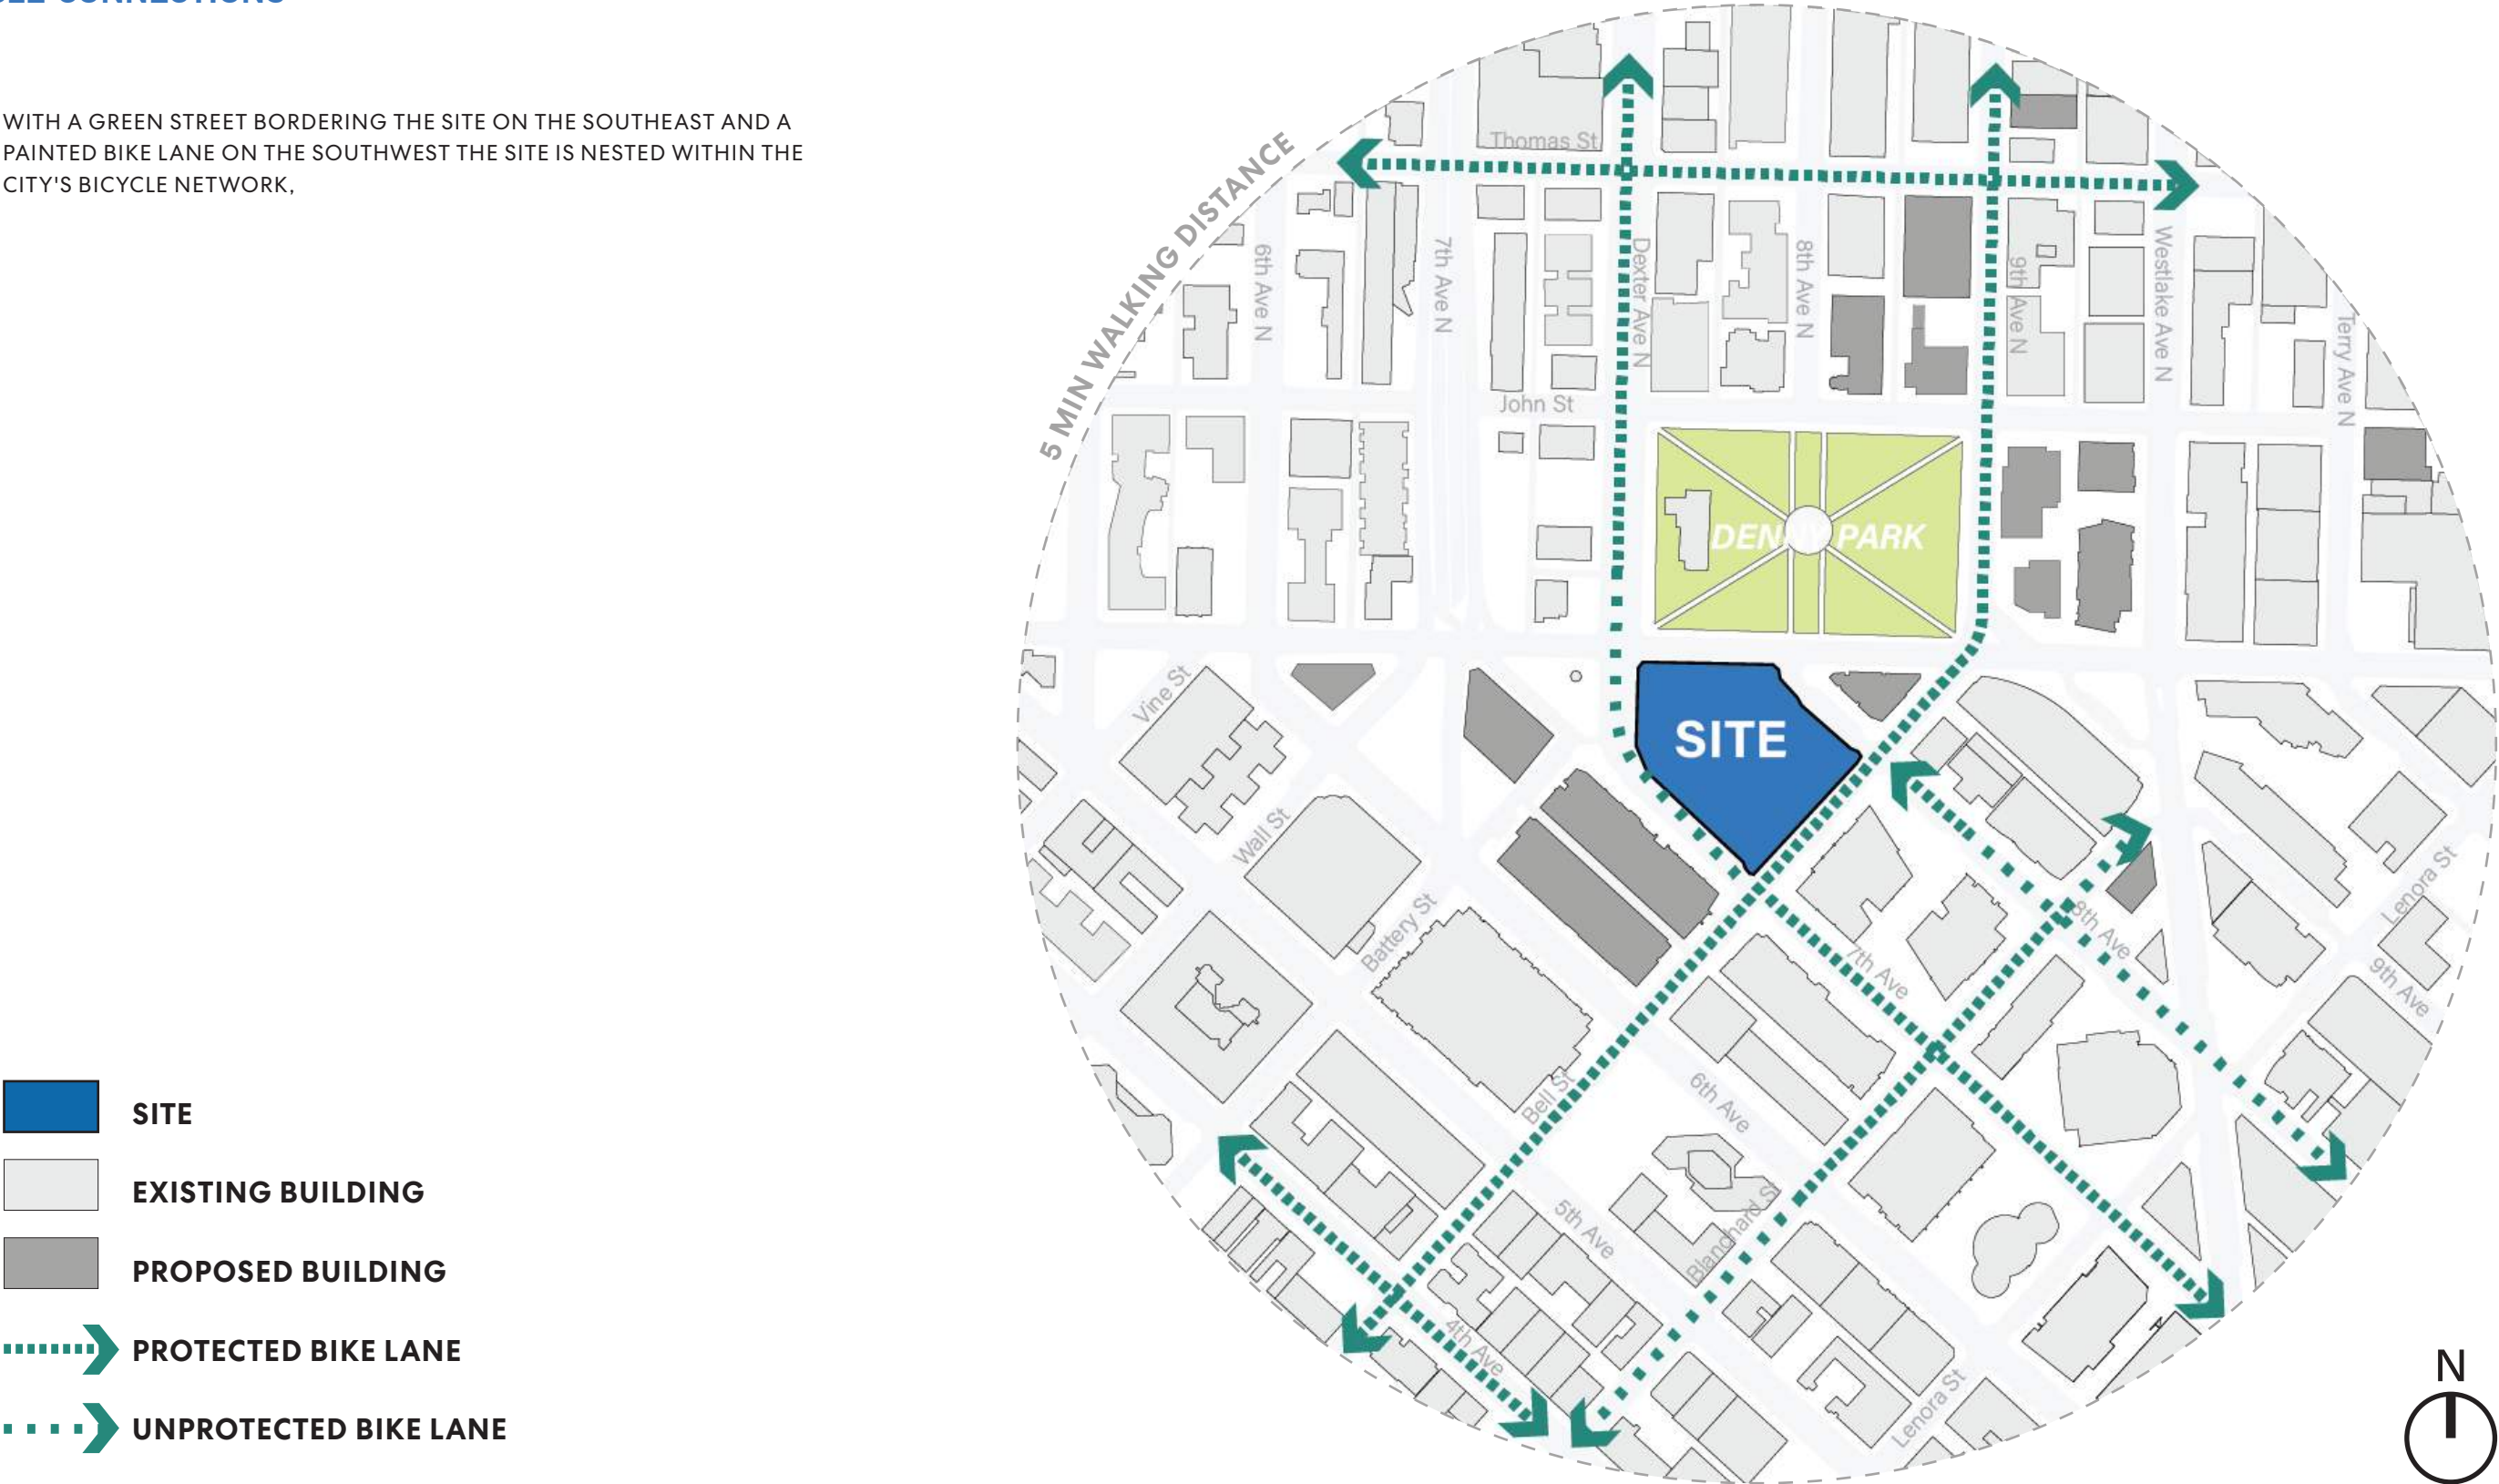 CONNECTIONS
WITH A GREEN STREET BORDERING THE SITE ON THE SOUTHEAST AND A
PAINTED BIKE LANE ON THE SOUTHWEST THE SITE IS NESTED WITHIN THE
CITY'S BICYCLE NETWORK,
5 MIN WALKING DISTANCE
Thomas St
6th Ave N
7th Ave N
Dexter Ave N
8th Ave N
9th Ave N
Westlake Ave N
Terry Ave N
John St
DENNY PARK
SITE
Vine St
Wall St
Battery St
Bell St
7th Ave
8th Ave
Lenora St
9th Ave
6th Ave
5th Ave
Blanchard St
4th Ave
Lenora St
SITE
EXISTING BUILDING
PROPOSED BUILDING
PROTECTED BIKE LANE
UNPROTECTED BIKE LANE
N